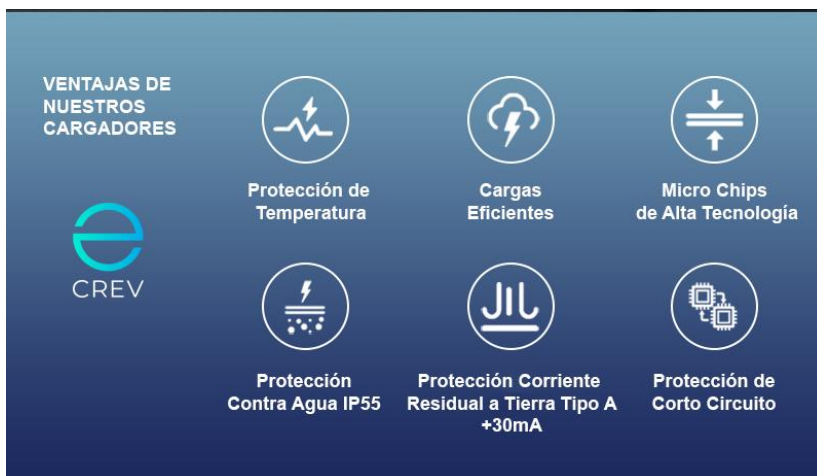 VENTAJAS DE
NUESTROS
CARGADORES
CREV
Protección de
Temperatura
Cargas
Eficientes
Micro Chips
de Alta Tecnología
Protección
Contra Agua IP55
Protección Corriente
Residual a Tierra Tipo A
+30mA
Protección de
Corto Circuito